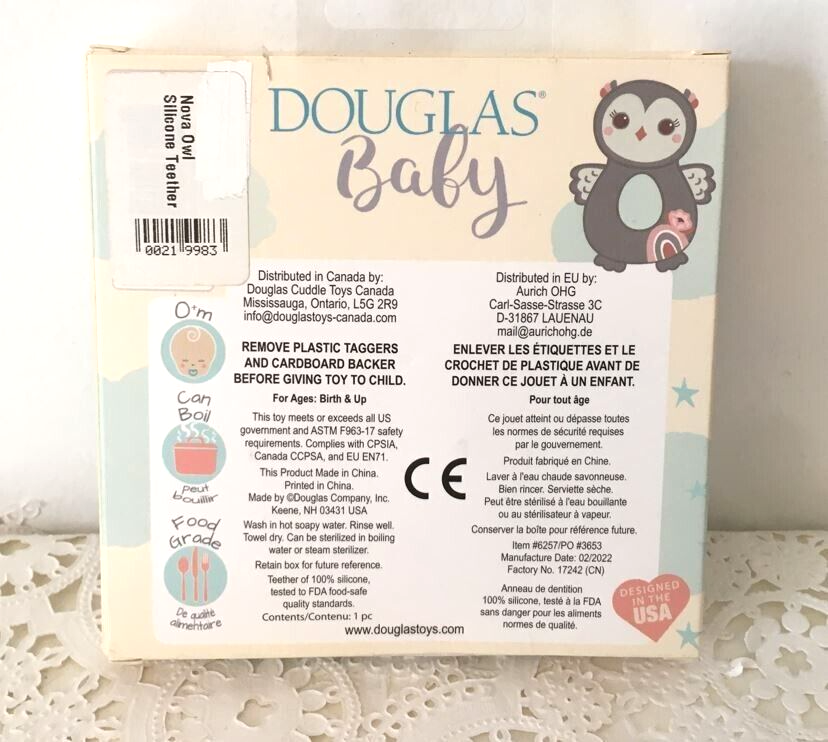 Nova Owl
Silicone Teether
0021 9983
DOUGLAS®
Baby
Distributed in Canada by:
Douglas Cuddle Toys Canada
Mississauga, Ontario, L5G 2R9
info@douglastoys-canada.com
REMOVE PLASTIC TAGGERS
AND CARDBOARD BACKER
BEFORE GIVING TOY TO CHILD.
For Ages: Birth & Up
This toy meets or exceeds all US
government and ASTM F963-17 safety
requirements. Complies with CPSIA,
Canada CCPSA, and EU EN71.
This Product Made in China.
Printed in China.
Made by ©Douglas Company, Inc.
Keene, NH 03431 USA
Wash in hot soapy water. Rinse well.
Towel dry. Can be sterilized in boiling
water or steam sterilizer.
Retain box for future reference.
Teether of 100% silicone,
tested to FDA food-safe
quality standards.
Contents/Contenu: 1 pc
www.douglastoys.com
Distributed in EU by:
Aurich OHG
Carl-Sasse-Strasse 3C
D-31867 LAUENAU
mail@aurichohg.de
ENLEVER LES ÉTIQUETTES ET LE
CROCHET DE PLASTIQUE AVANT DE
DONNER CE JOUET À UN ENFANT.
Pour tout âge
Ce jouet atteint ou dépasse toutes
les normes de sécurité requises
par le gouvernement.
Produit fabriqué en Chine.
Laver à l'eau chaude savonneuse.
Bien rincer. Serviette sèche.
Peut être stérilisé à l'eau bouillante
ou au stérilisateur à vapeur.
Conserver la boîte pour référence future.
Item #6257/PO #3653
Manufacture Date: 02/2022
Factory No. 17242 (CN)
Anneau de dentition
100% silicone, testé à la FDA
sans danger pour les aliments
normes de qualité.
CE
0+m
Can
Boil
peut
bouillir
Food
Grade
De qualité
alimentaire
DESIGNED
IN THE
USA